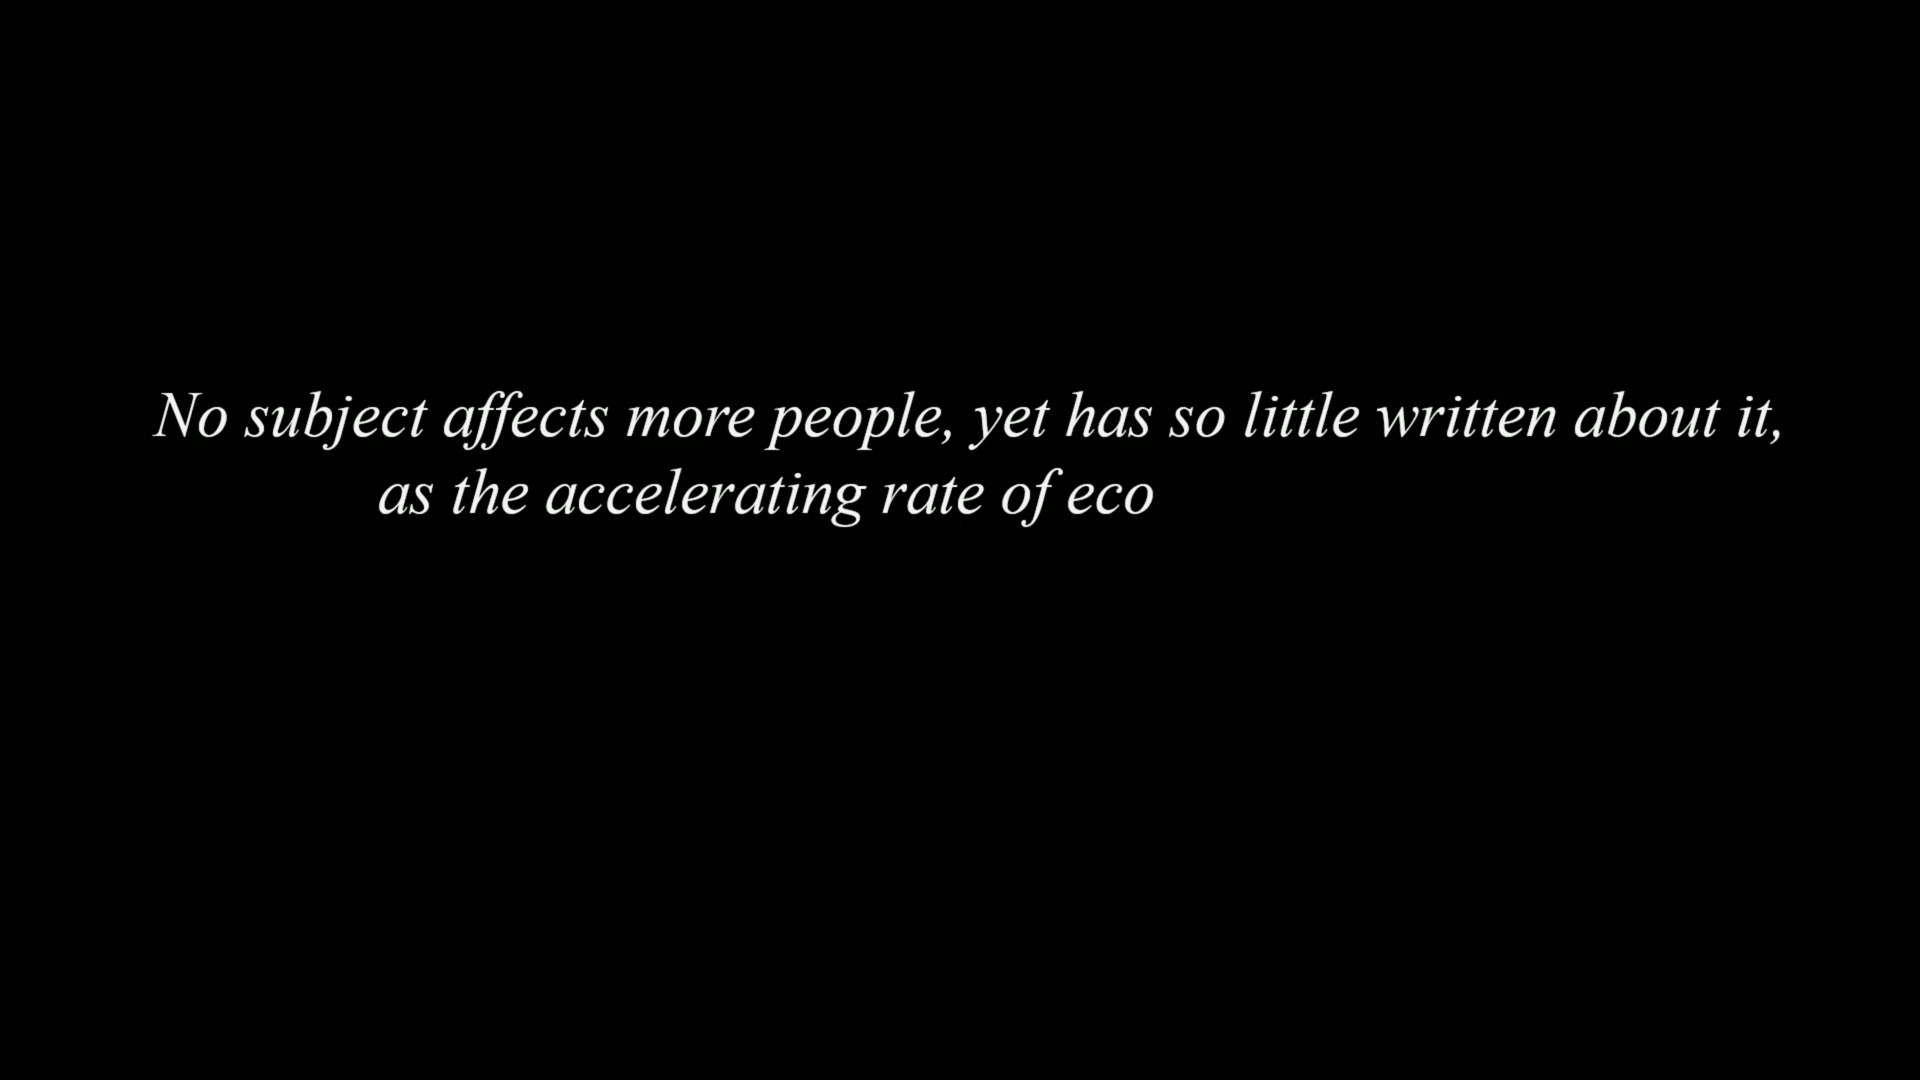 No subject affects more people, yet has so little written about it,
as the accelerating rate of eco